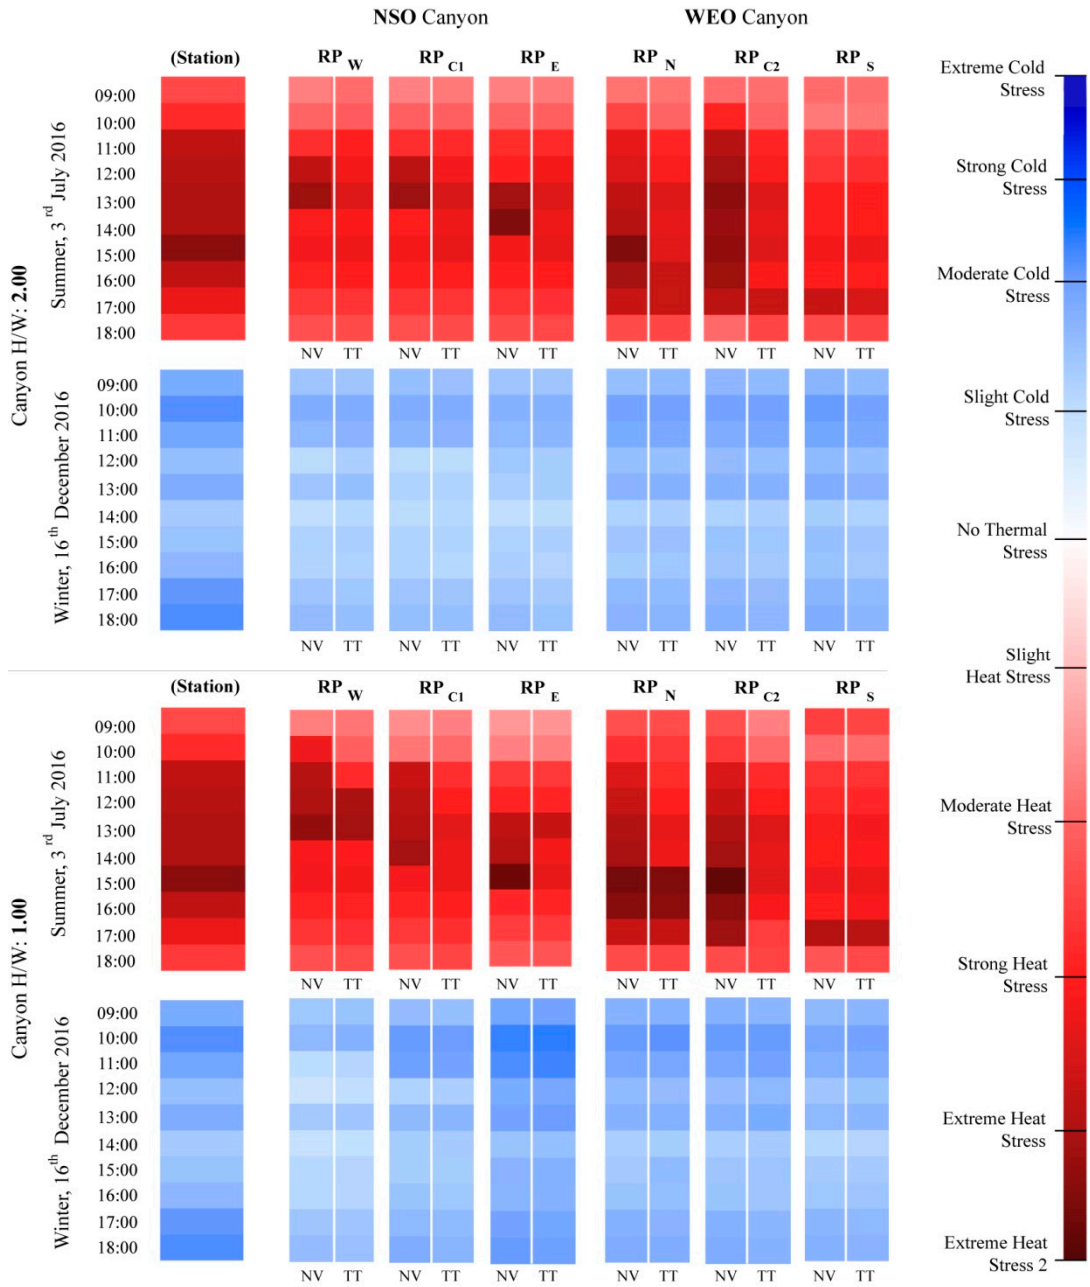 NSO Canyon WEO Canyon
(Station) RP W RP C1 RP E RP N RP C2 RP S
Canyon H/W: 2.00
Summer, 3 rd July 2016
09:00
10:00
11:00
12:00
13:00
14:00
15:00
16:00
17:00
18:00
NV TT NV TT NV TT NV TT NV TT NV TT
Winter, 16th December 2016
09:00
10:00
11:00
12:00
13:00
14:00
15:00
16:00
17:00
18:00
NV TT NV TT NV TT NV TT NV TT NV TT
(Station) RP W RP C1 RP E RP N RP C2 RP S
Canyon H/W: 1.00
Summer, 3 rd July 2016
09:00
10:00
11:00
12:00
13:00
14:00
15:00
16:00
17:00
18:00
NV TT NV TT NV TT NV TT NV TT NV TT
Winter, 16th December 2016
09:00
10:00
11:00
12:00
13:00
14:00
15:00
16:00
17:00
18:00
NV TT NV TT NV TT NV TT NV TT NV TT
Extreme Cold
Stress
Strong Cold
Stress
Moderate Cold
Stress
Slight Cold
Stress
No Thermal
Stress
Slight
Heat Stress
Moderate Heat
Stress
Strong Heat
Stress
Extreme Heat
Stress
Extreme Heat
Stress 2